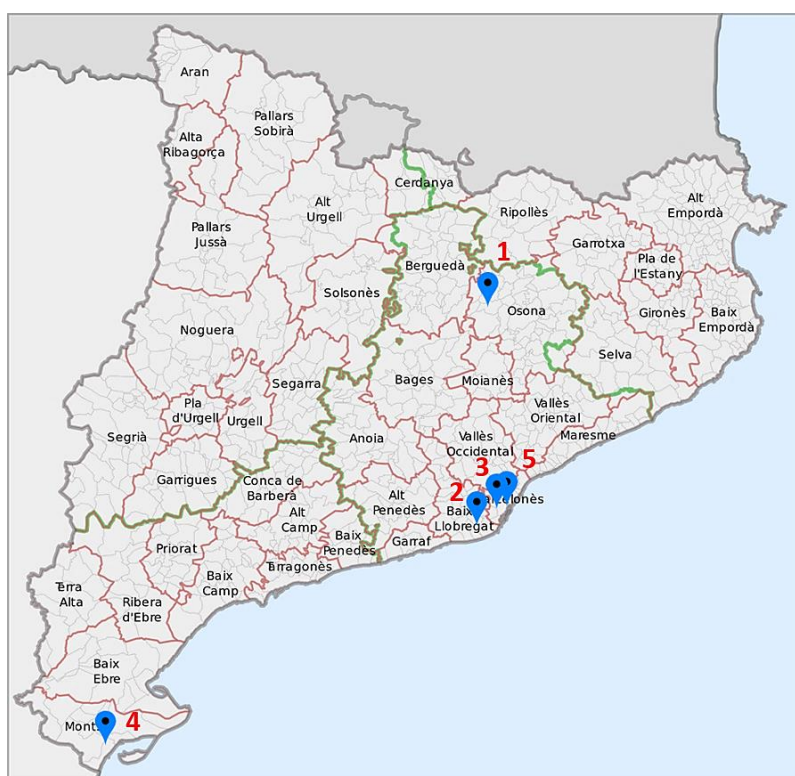 Aran
Pallars
Sobirà
Alta
Ribagorça
Cerdanya
Alt
Urgell
Ripollès
Alt
Empordà
Pallars
Jussà
Garrotxa
Pla de
l'Estany
1
Berguedà
Solsonès
Osona
Gironès
Baix
Empordà
Noguera
Selva
Segarra
Bages
Moianès
Pla
d'Urgell
Urgell
Vallès
Oriental
Segrià
Anoia
Vallès
Occidental
Maresme
Garrigues
Conca de
Barberà
3
5
2
Alt
Penedès
Baix
Llobregat
Alt
Camp
Baix
Penedès
Garraf
Priorat
Tarragonès
Terra
Alta
Baix
Camp
Ribera
d'Ebre
Baix
Ebre
4